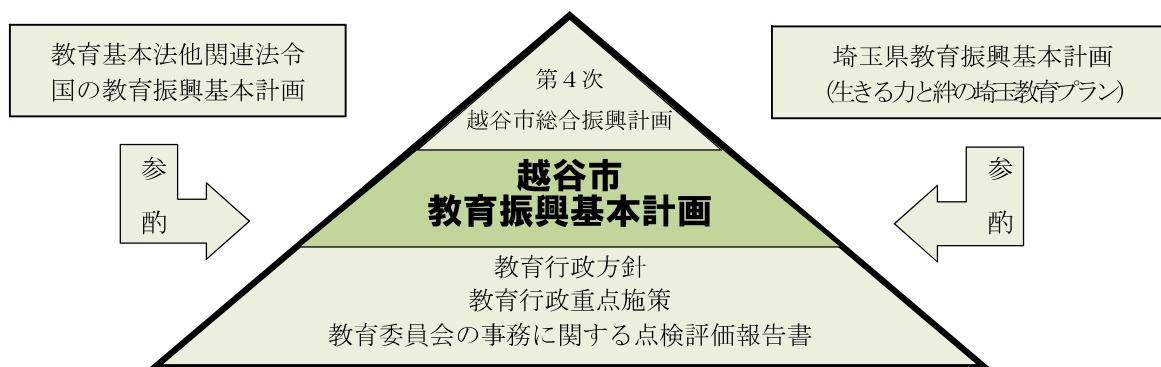 教育基本法他関連法令
国の教育振興基本計画
埼玉県教育振興基本計画
(生きる力と絆の埼玉教育プラン)
第４次
越谷市総合振興計画
参
酌
参
酌
越谷市
教育振興基本計画
教育行政方針
教育行政重点施策
教育委員会の事務に関する点検評価報告書